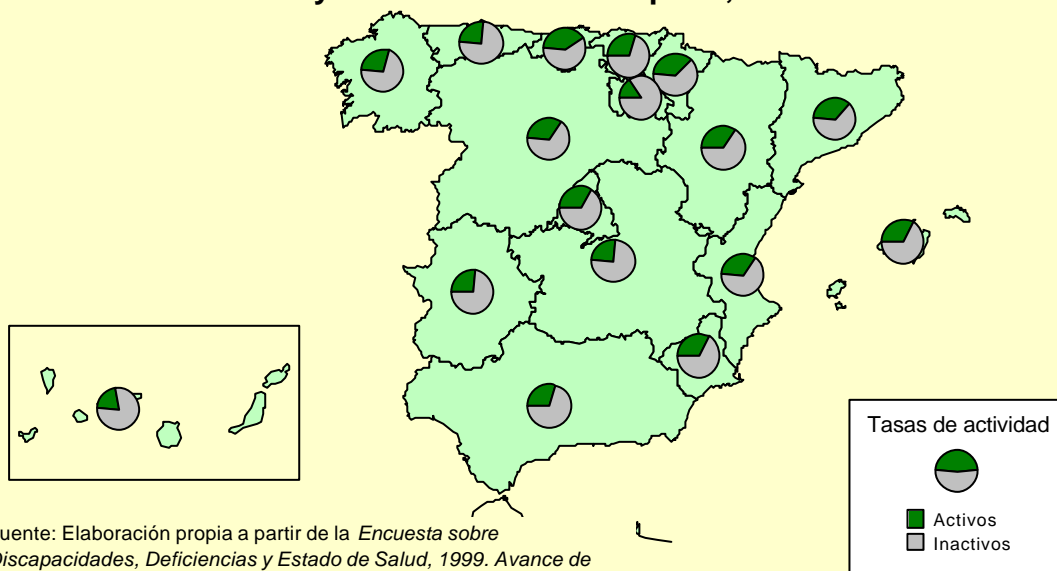 Tasas de actividad
Activos
Inactivos
uente: Elaboración propia a partir de la Encuesta sobre
Discapacidades, Deficiencias y Estado de Salud, 1999. Avance de